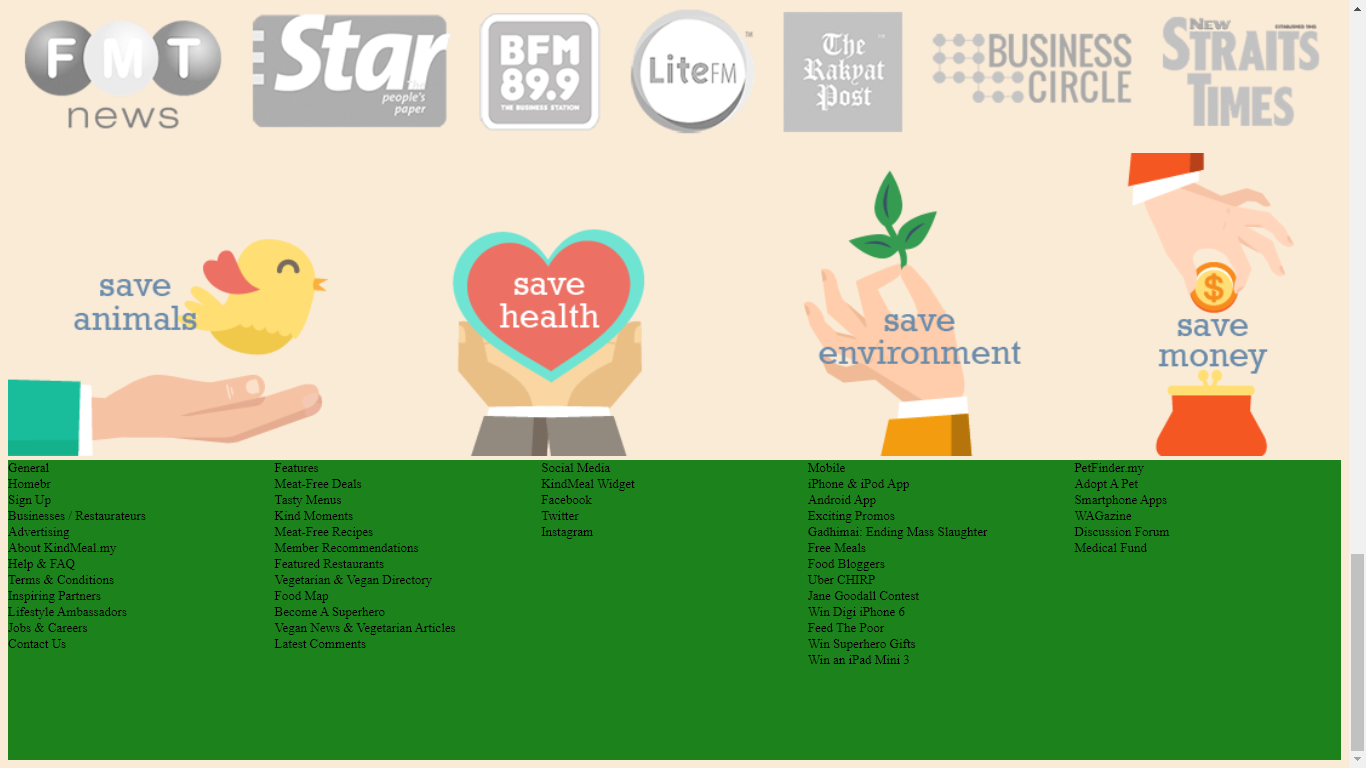 FMT
news
Star
The
people's
paper
BFM
89.9
THE BUSINESS STATION
LiteFM
TM
The
Rakyat
Post
BUSINESS
CIRCLE
NEW
STRAITS
TIMES
save
animals
save
health
save
environment
$
save
money
General
Homebr
Sign Up
Businesses / Restaurateurs
Advertising
About KindMeal.my
Help & FAQ
Terms & Conditions
Inspiring Partners
Lifestyle Ambassadors
Jobs & Careers
Contact Us
Features
Meat-Free Deals
Tasty Menus
Kind Moments
Meat-Free Recipes
Member Recommendations
Featured Restaurants
Vegetarian & Vegan Directory
Food Map
Become A Superhero
Vegan News & Vegetarian Articles
Latest Comments
Social Media
KindMeal Widget
Facebook
Twitter
Instagram
Mobile
iPhone & iPod App
Android App
Exciting Promos
Gadhimai: Ending Mass Slaughter
Free Meals
Food Bloggers
Uber CHIRP
Jane Goodall Contest
Win Digi iPhone 6
Feed The Poor
Win Superhero Gifts
Win an iPad Mini 3
PetFinder.my
Adopt A Pet
Smartphone Apps
WAGazine
Discussion Forum
Medical Fund